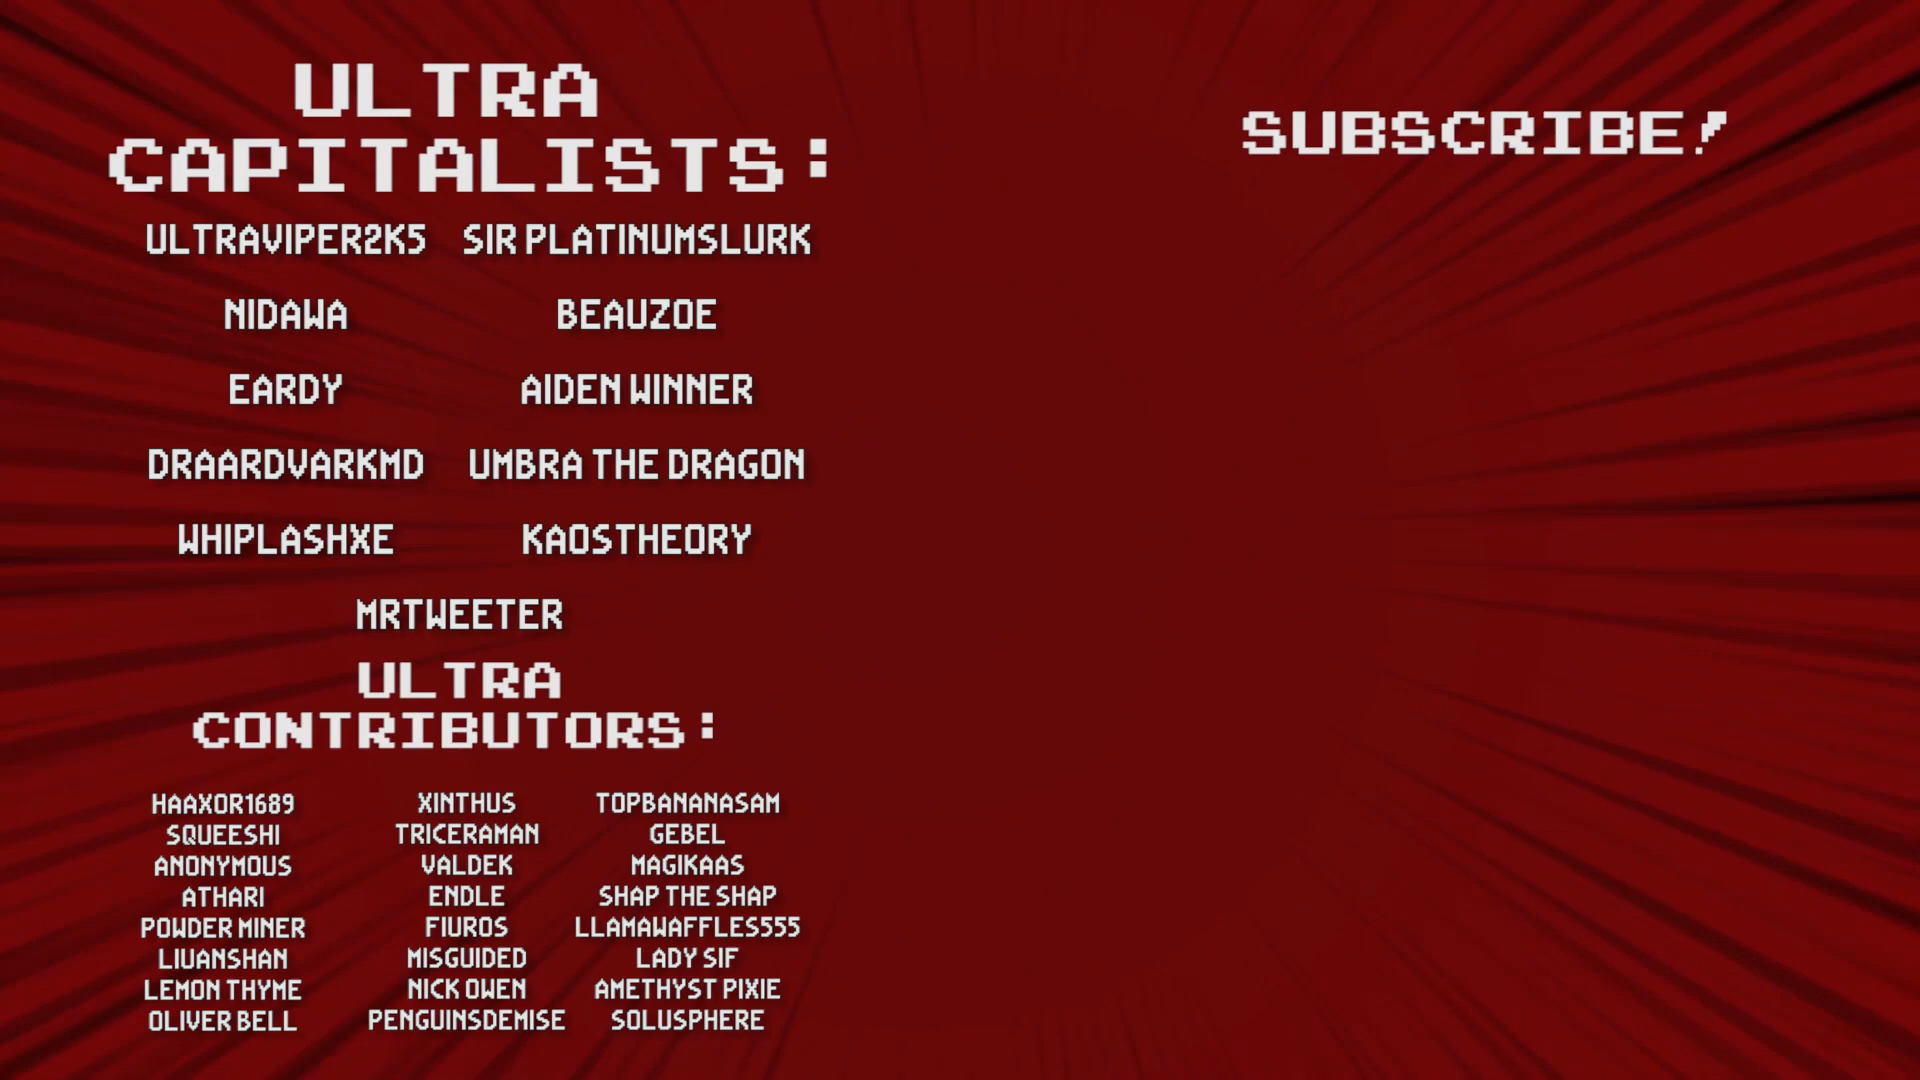 ULTRA
CAPITALISTS:
SUBSCRIBE!
ULTRAVIPER2K5 SIR PLATINUMSLURK
NIDAWA BEAUZOE
EARDY AIDEN WINNER
DRAARDVARKMD UMBRA THE DRAGON
WHIPLASHXE KAOSTHEORY
MRTWEETER
ULTRA
CONTRIBUTORS:
HAAXOR1689 XINTHUS TOPBANANASAM
SQUEESHI TRICERAMAN GEBEL
ANONYMOUS VALDEK MAGIKAAS
ATHARI ENDLE SHAP THE SHAP
POWDER MINER FIUROS LLAMAWAFFLES555
LIUANSHAN MISGUIDED LADY SIF
LEMON THYME NICK OWEN AMETHYST PIXIE
OLIVER BELL PENGUINSDEMISE SOLUSPHERE